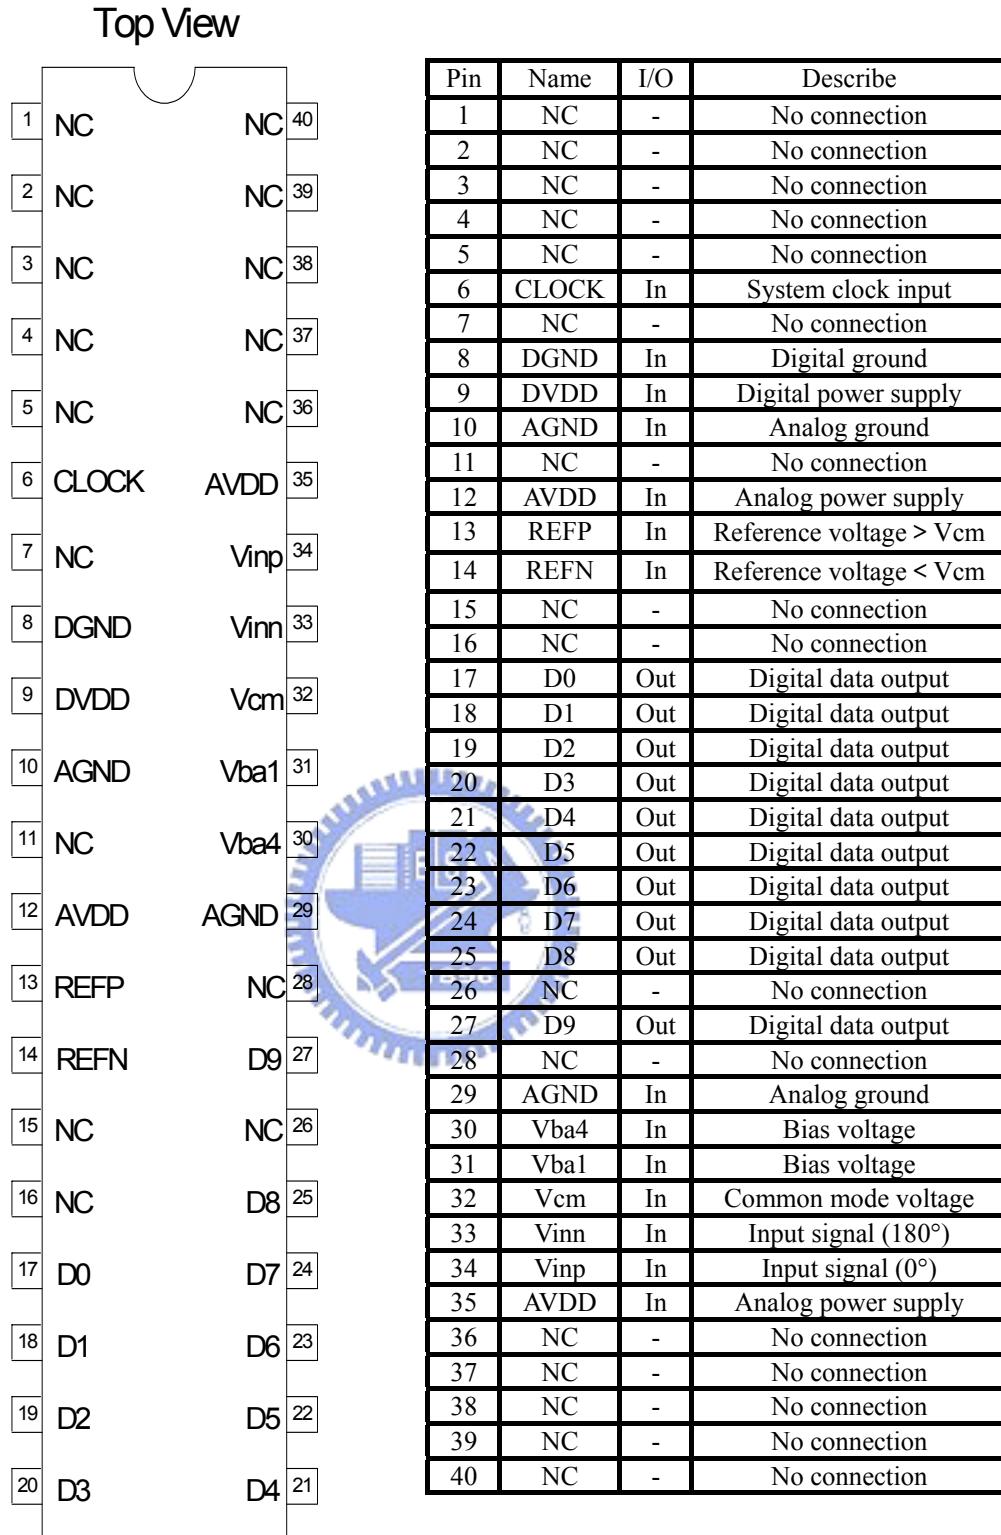 Top View
1 NC NC 40
2 NC NC 39
3 NC NC 38
4 NC NC 37
5 NC NC 36
6 CLOCK AVDD 35
7 NC Vinp 34
8 DGND Vinn 33
9 DVDD Vcm 32
10 AGND Vba1 31
11 NC Vba4 30
12 AVDD AGND 29
13 REFP NC 28
14 REFN D9 27
15 NC NC 26
16 NC D8 25
17 D0 D7 24
18 D1 D6 23
19 D2 D5 22
20 D3 D4 21
Pin Name I/O Describe
1 NC - No connection
2 NC - No connection
3 NC - No connection
4 NC - No connection
5 NC - No connection
6 CLOCK In System clock input
7 NC - No connection
8 DGND In Digital ground
9 DVDD In Digital power supply
10 AGND In Analog ground
11 NC - No connection
12 AVDD In Analog power supply
13 REFP In Reference voltage > Vcm
14 REFN In Reference voltage < Vcm
15 NC - No connection
16 NC - No connection
17 D0 Out Digital data output
18 D1 Out Digital data output
19 D2 Out Digital data output
20 D3 Out Digital data output
21 D4 Out Digital data output
22 D5 Out Digital data output
23 D6 Out Digital data output
24 D7 Out Digital data output
25 D8 Out Digital data output
26 NC - No connection
27 D9 Out Digital data output
28 NC - No connection
29 AGND In Analog ground
30 Vba4 In Bias voltage
31 Vba1 In Bias voltage
32 Vcm In Common mode voltage
33 Vinn In Input signal (180°)
34 Vinp In Input signal (0°)
35 AVDD In Analog power supply
36 NC - No connection
37 NC - No connection
38 NC - No connection
39 NC - No connection
40 NC - No connection